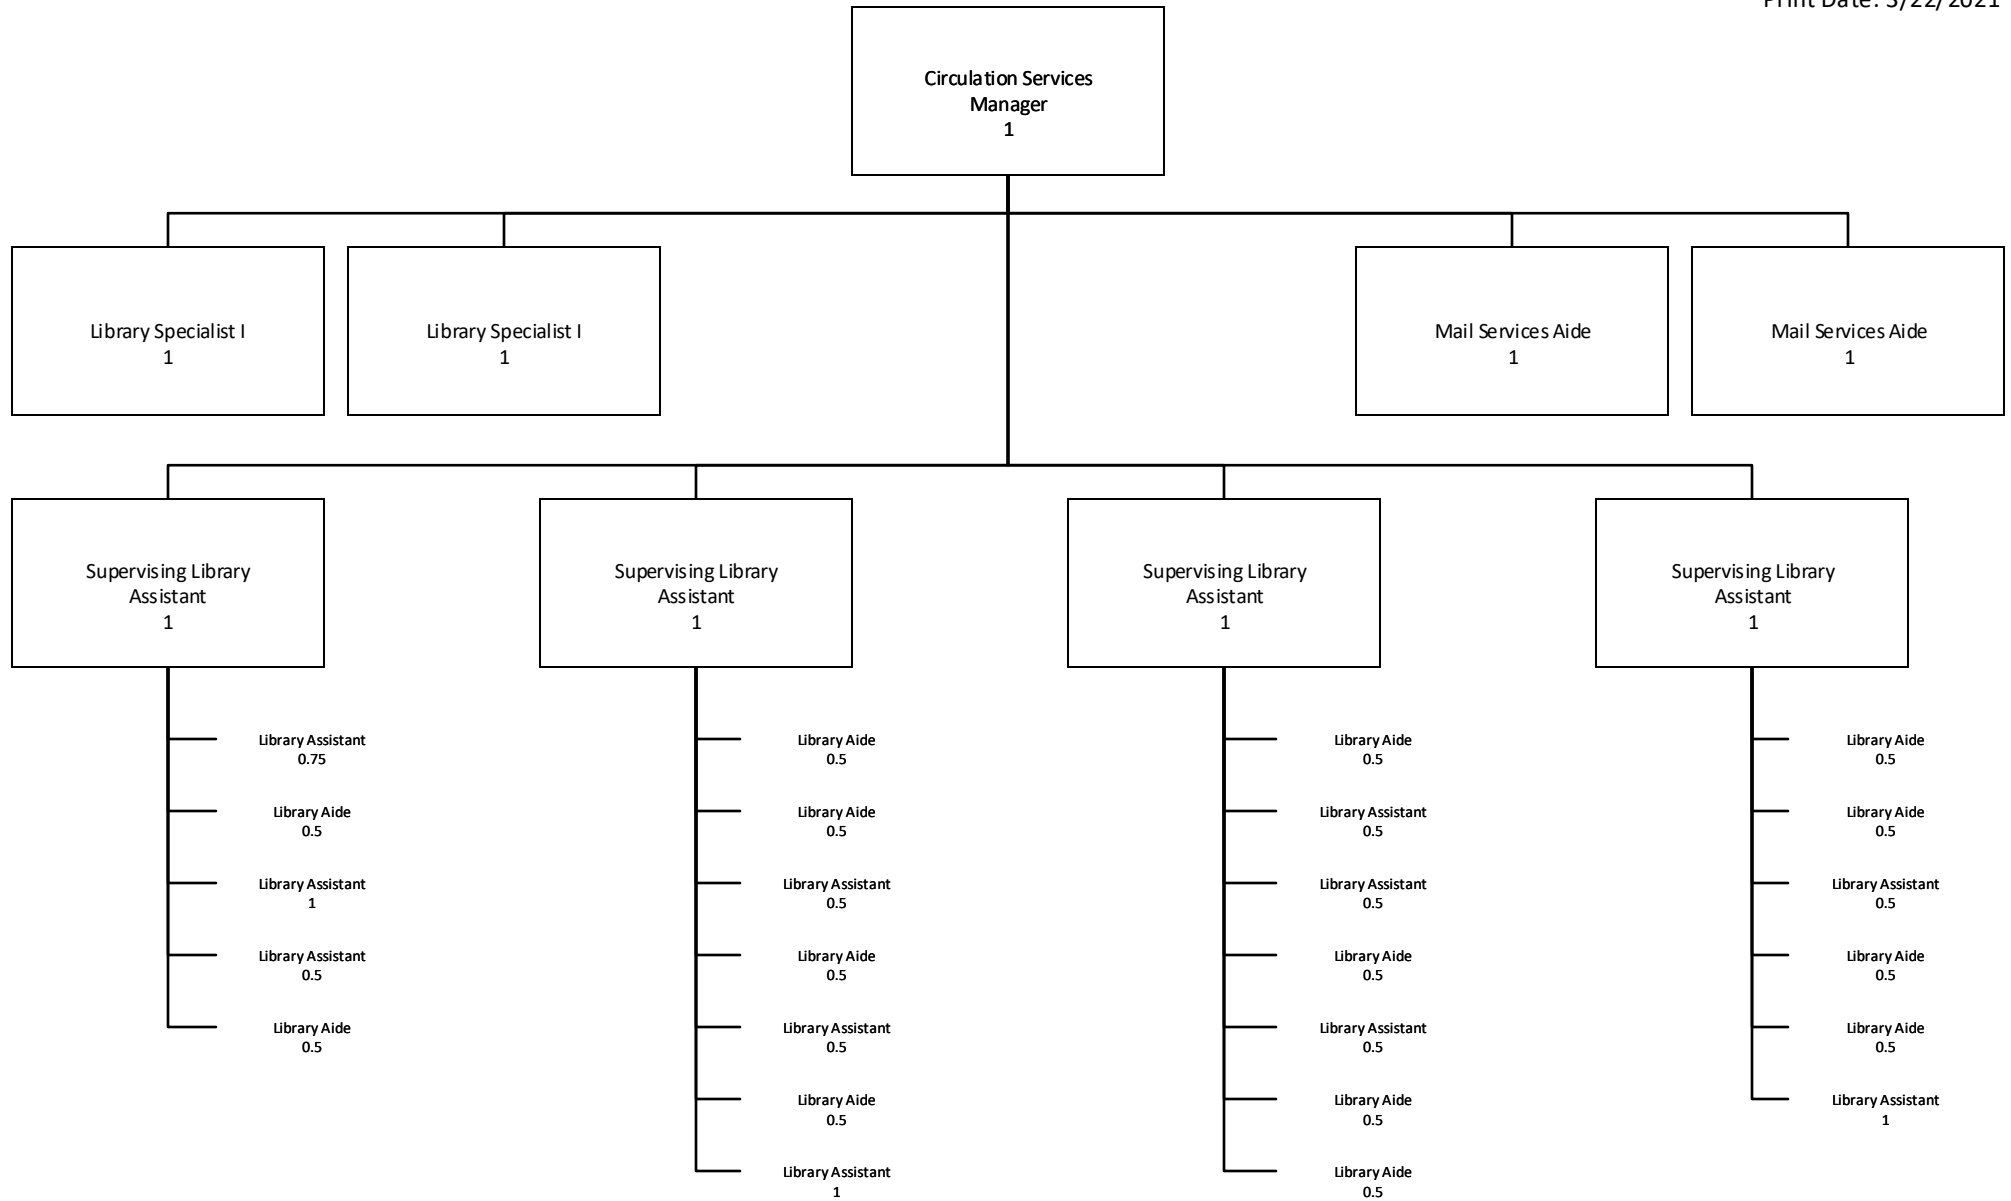 Print Date: 3/22/2021
Circulation Services
Manager
1
Library Specialist I
1
Library Specialist I
1
Mail Services Aide
1
Mail Services Aide
1
Supervising Library
Assistant
1
Supervising Library
Assistant
1
Supervising Library
Assistant
1
Supervising Library
Assistant
1
Library Assistant
0.75
Library Aide
0.5
Library Assistant
1
Library Assistant
0.5
Library Aide
0.5
Library Aide
0.5
Library Aide
0.5
Library Assistant
0.5
Library Aide
0.5
Library Assistant
0.5
Library Aide
0.5
Library Assistant
1
Library Aide
0.5
Library Assistant
0.5
Library Assistant
0.5
Library Aide
0.5
Library Assistant
0.5
Library Aide
0.5
Library Aide
0.5
Library Aide
0.5
Library Aide
0.5
Library Assistant
0.5
Library Aide
0.5
Library Aide
0.5
Library Assistant
1